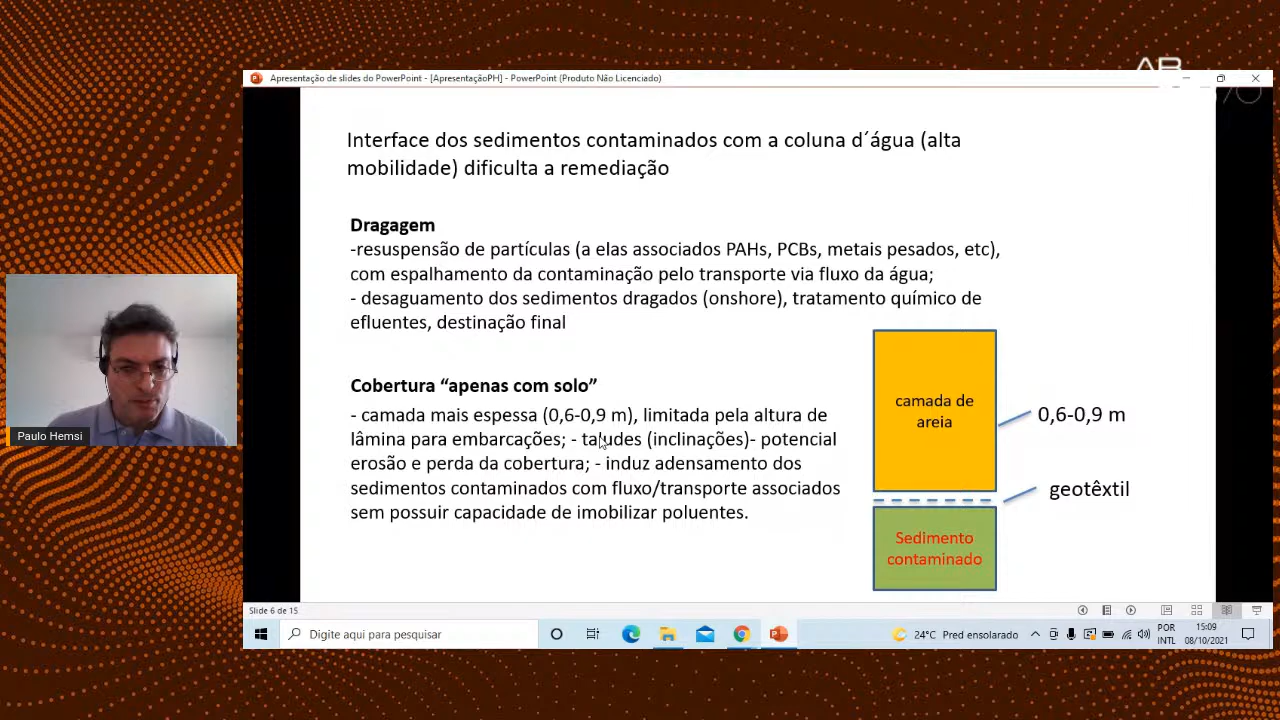 Apresentação de slides do PowerPoint - [ApresentaçãoPH] - PowerPoint (Produto Não Licenciado)
Interface dos sedimentos contaminados com a coluna d´água (alta
mobilidade) dificulta a remediação
Dragagem
-resuspensão de partículas (a elas associados PAHs, PCBs, metais pesados, etc),
com espalhamento da contaminação pelo transporte via fluxo da água;
- desaguamento dos sedimentos dragados (onshore), tratamento químico de
efluentes, destinação final
Cobertura “apenas com solo”
- camada mais espessa (0,6-0,9 m), limitada pela altura de
lâmina para embarcações; - taludes (inclinações)- potencial
erosão e perda da cobertura; - induz adensamento dos
sedimentos contaminados com fluxo/transporte associados
sem possuir capacidade de imobilizar poluentes.
camada de
areia
0,6-0,9 m
geotêxtil
Sedimento
contaminado
Paulo Hemsi
Slide 6 de 15
Digite aqui para pesquisar
24°C Pred ensolarado
POR
INTL
15:09
08/10/2021